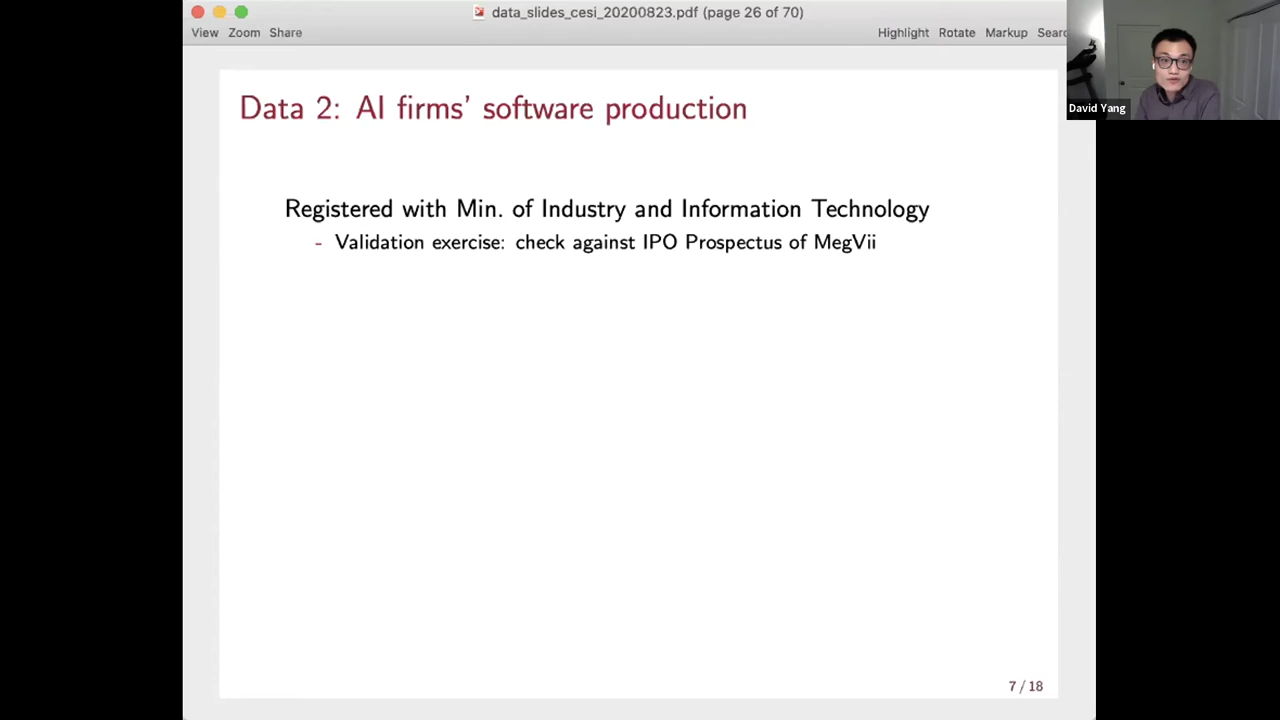 data_slides_cesi_20200823.pdf (page 26 of 70)
View Zoom Share
Highlight Rotate Markup Sear
David Yang
Data 2: AI firms' software production
Registered with Min. of Industry and Information Technology
- Validation exercise: check against IPO Prospectus of MegVii
7 / 18